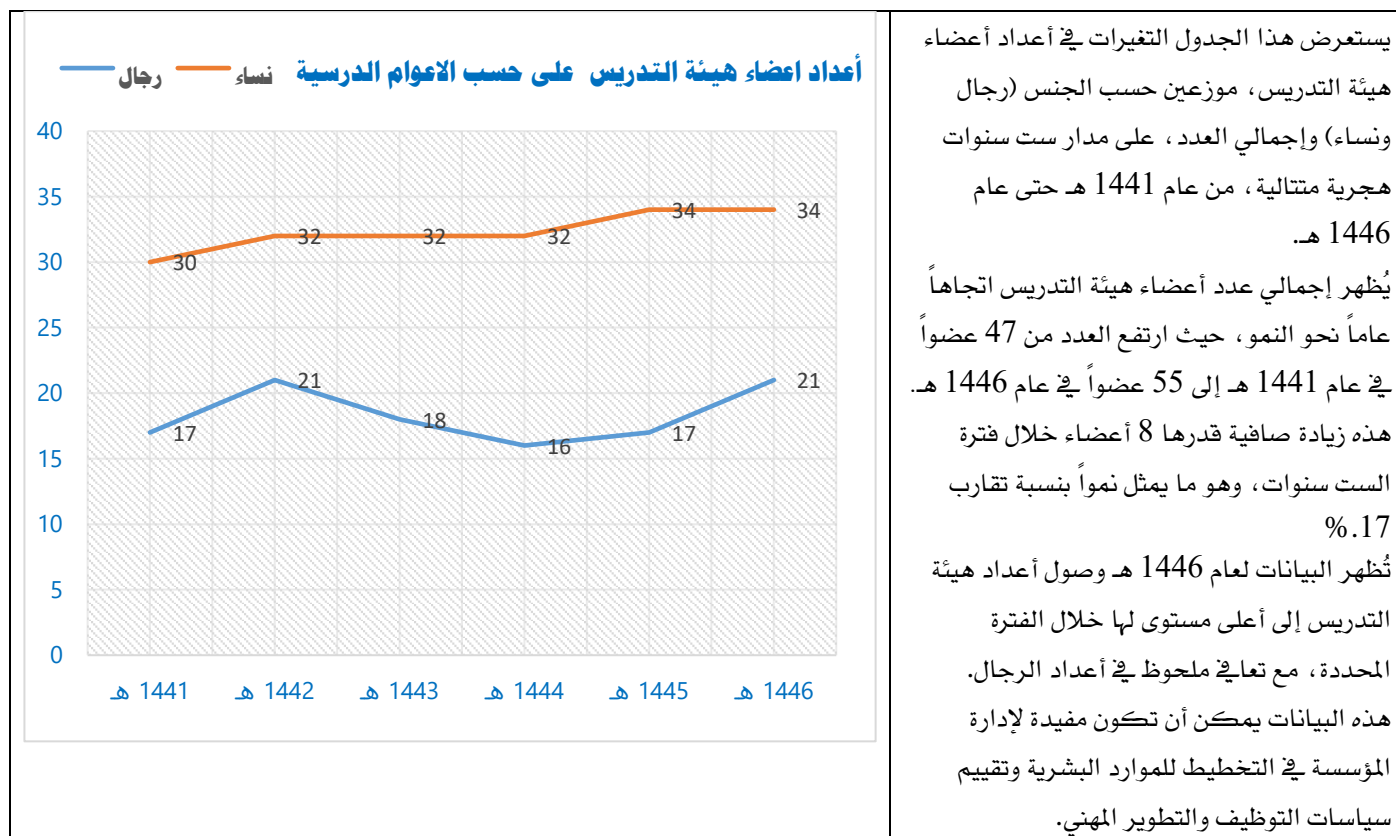 يستعرض هذا الجدول التغيرات في أعداد أعضاء
هيئة التدريس، موزعين حسب الجنس (رجال
ونساء) وإجمالي العدد، على مدار ست سنوات
هجرية متتالية، من عام 1441 هـ حتى عام
1446 هـ.
يُظهر إجمالي عدد أعضاء هيئة التدريس اتجاهاً
عاماً نحو النمو، حيث ارتفع العدد من 47 عضواً
في عام 1441 هـ إلى 55 عضواً في عام 1446 هـ.
هذه زيادة صافية قدرها 8 أعضاء خلال فترة
الست سنوات، وهو ما يمثل نمواً بنسبة تقارب
17.%
تُظهر البيانات لعام 1446 هـ وصول أعداد هيئة
التدريس إلى أعلى مستوى لها خلال الفترة
المحددة، مع تعافي ملحوظ في أعداد الرجال.
هذه البيانات يمكن أن تكون مفيدة لإدارة
المؤسسة في التخطيط للموارد البشرية وتقييم
سياسات التوظيف والتطوير المهني.
أعداد اعضاء هيئة التدريس على حسب الاعوام الدرسية نساء رجال
40
35
34 34
32 32 32
30 30
25
21 21
20
18
17 17
16
15
10
5
0
1441 هـ 1442 هـ 1443 هـ 1444 هـ 1445 هـ 1446 هـ